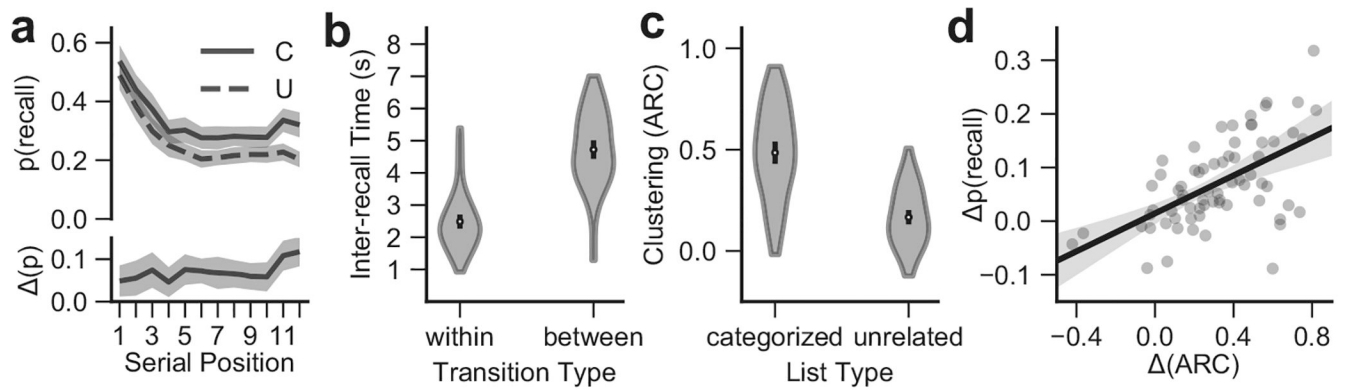 a
p(recall)
0.6
0.4
0.2
0.0
C
U
Δ(p)
0.1
0.0
1 3 5 7 9 11
Serial Position
b
Inter-recall Time (s)
8
7
6
5
4
3
2
1
within between
Transition Type
c
Clustering (ARC)
1.0
0.5
0.0
categorized unrelated
List Type
d
Δp(recall)
0.3
0.2
0.1
0.0
−0.1
−0.4 0.0 0.4 0.8
Δ(ARC)